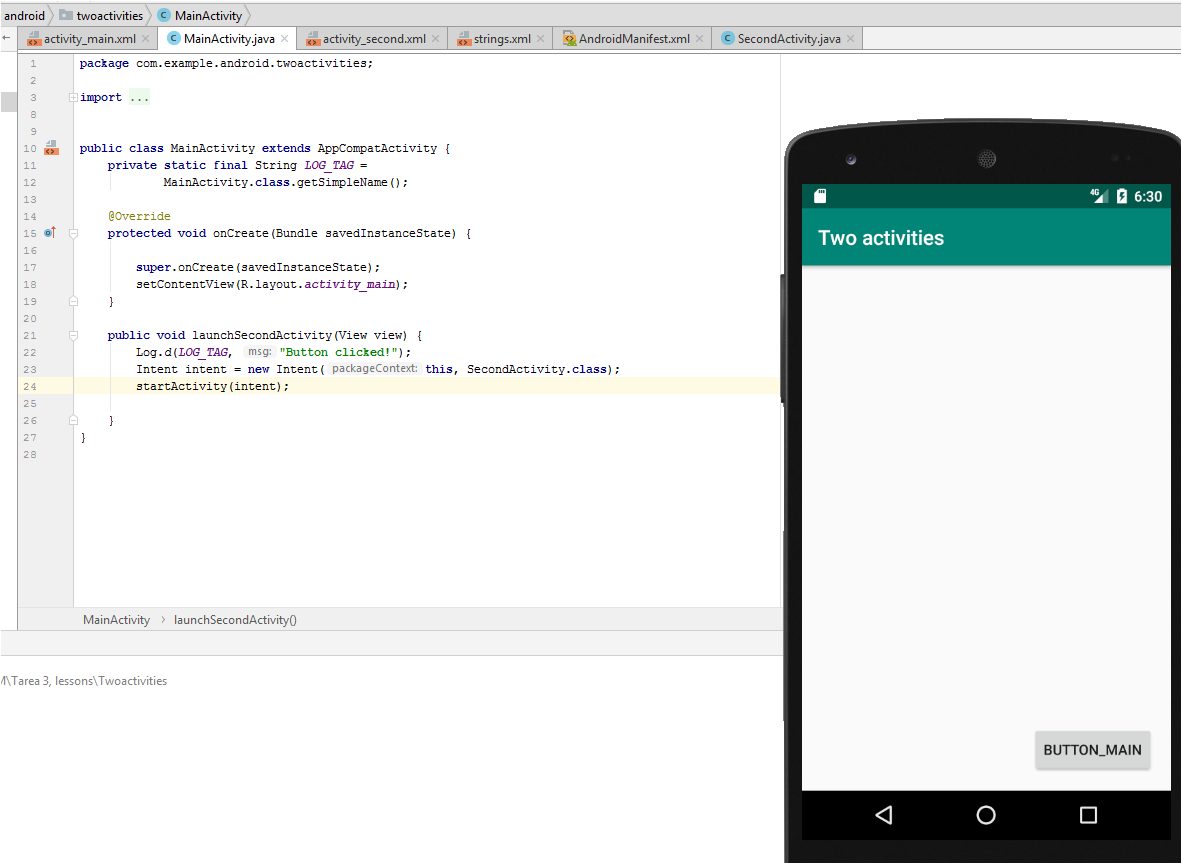 android twoactivities MainActivity
activity_main.xml MainActivity.java activity_second.xml strings.xml AndroidManifest.xml SecondActivity.java
1 package com.example.android.twoactivities;
2
3 import ...
8
9
10 public class MainActivity extends AppCompatActivity {
11 private static final String LOG_TAG =
12 MainActivity.class.getSimpleName();
13
14 @Override
15 protected void onCreate(Bundle savedInstanceState) {
16
17 super.onCreate(savedInstanceState);
18 setContentView(R.layout.activity_main);
19 }
20
21 public void launchSecondActivity(View view) {
22 Log.d(LOG_TAG, msg: "Button clicked!");
23 Intent intent = new Intent( packageContext: this, SecondActivity.class);
24 startActivity(intent);
25
26 }
27 }
28
MainActivity › launchSecondActivity()
\Tarea 3, lessons\Twoactivities
4G 6:30
Two activities
BUTTON_MAIN